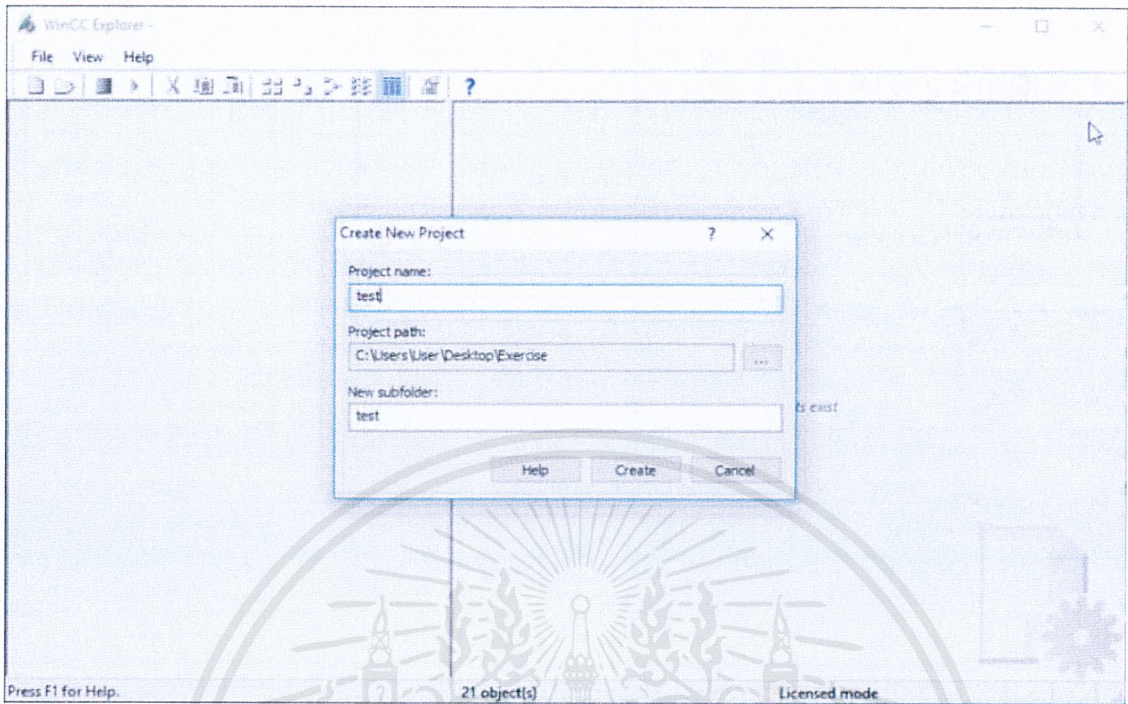 WinCC Explorer -
File View Help
?
Create New Project ? ×
Project name:
test
Project path:
C:\Users\User\Desktop\Exercise
...
New subfolder:
test
ts exist
Help Create Cancel
Press F1 for Help. 21 object(s) Licensed mode